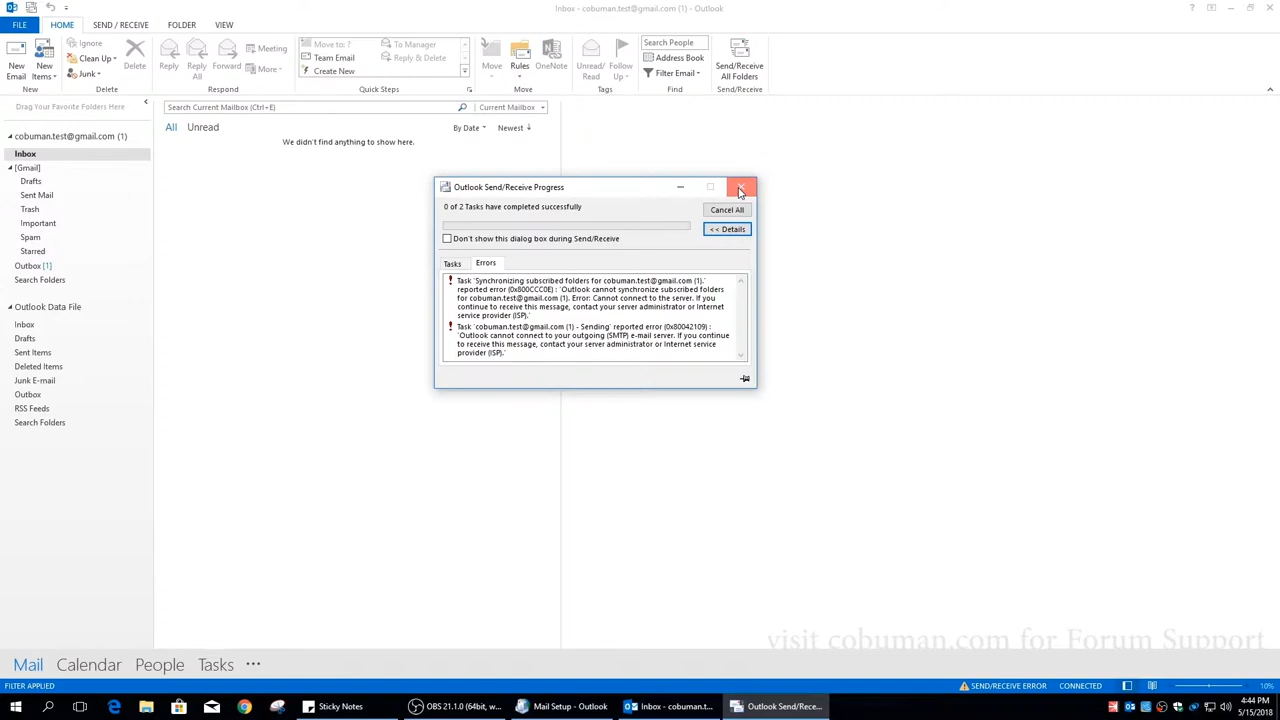 Inbox - cobuman.test@gmail.com (1) - Outlook
FILE HOME SEND / RECEIVE FOLDER VIEW
New Email
New Items
New
Ignore
Clean Up
Junk
Delete
Delete
Reply
Reply All
Forward
Meeting
More
Respond
Move to: ?
Team Email
Create New
To Manager
Reply & Delete
Quick Steps
Move
Rules
OneNote
Move
Unread/ Read
Follow Up
Tags
Search People
Address Book
Filter Email
Find
Send/Receive All Folders
Send/Receive
Drag Your Favorite Folders Here
cobuman.test@gmail.com (1)
Inbox
[Gmail]
Drafts
Sent Mail
Trash
Important
Spam
Starred
Outbox [1]
Search Folders
Outlook Data File
Inbox
Drafts
Sent Items
Deleted Items
Junk E-mail
Outbox
RSS Feeds
Search Folders
Search Current Mailbox (Ctrl+E) Current Mailbox
All Unread By Date Newest
We didn't find anything to show here.
Outlook Send/Receive Progress
0 of 2 Tasks have completed successfully
Cancel All
<< Details
Don't show this dialog box during Send/Receive
Tasks Errors
Task 'Synchronizing subscribed folders for cobuman.test@gmail.com (1).'
reported error (0x800CCC0E) : 'Outlook cannot synchronize subscribed folders
for cobuman.test@gmail.com (1). Error: Cannot connect to the server. If you
continue to receive this message, contact your server administrator or Internet
service provider (ISP).'
Task 'cobuman.test@gmail.com (1) - Sending' reported error (0x80042109) :
'Outlook cannot connect to your outgoing (SMTP) e-mail server. If you continue
to receive this message, contact your server administrator or Internet service
provider (ISP).'
visit cobuman.com for Forum Support
Mail Calendar People Tasks
FILTER APPLIED SEND/RECEIVE ERROR CONNECTED 10%
Sticky Notes
OBS 21.1.0 (64bit, w...
Mail Setup - Outlook
Inbox - cobuman.t...
Outlook Send/Rece...
4:44 PM
5/15/2018